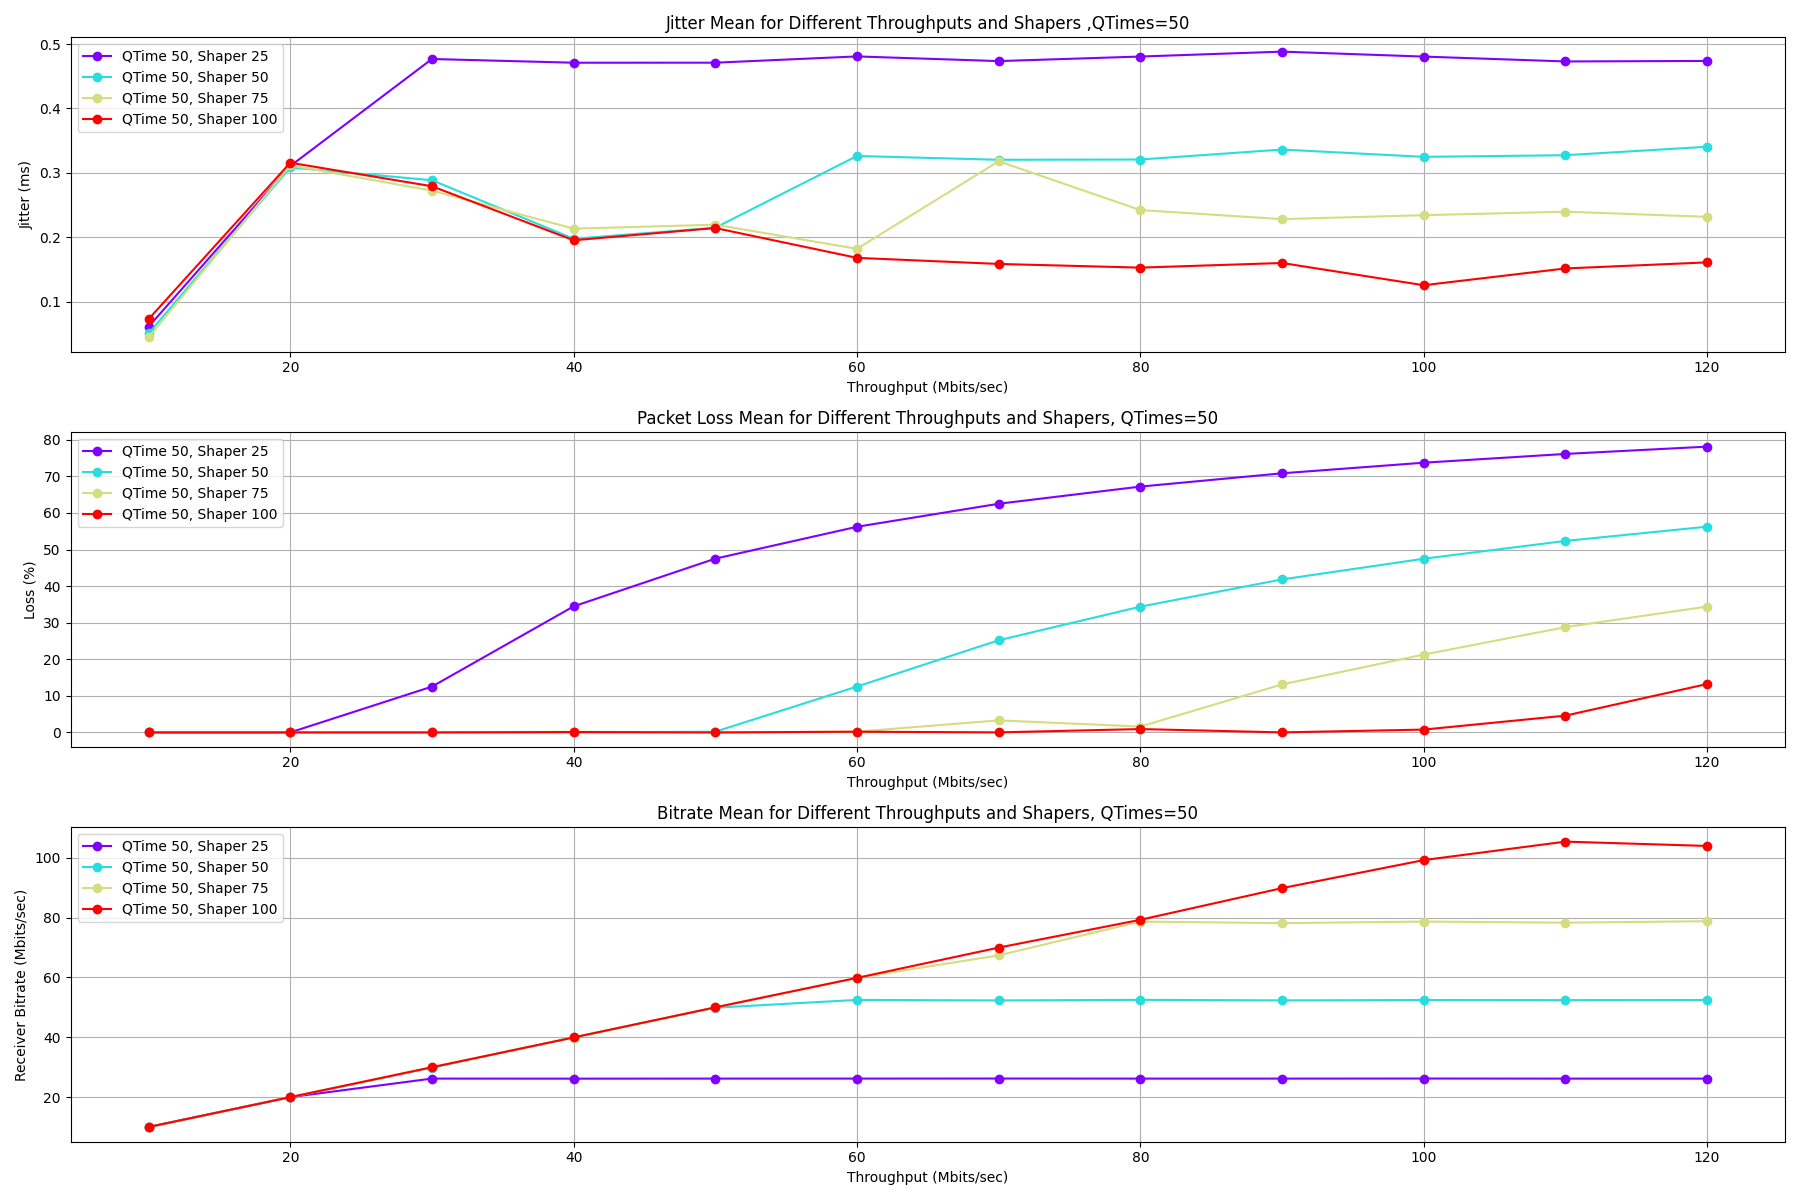 Jitter Mean for Different Throughputs and Shapers ,QTimes=50
QTime 50, Shaper 25
QTime 50, Shaper 50
QTime 50, Shaper 75
QTime 50, Shaper 100
Jitter (ms)
0.5
0.4
0.3
0.2
0.1
20 40 60 80 100 120
Throughput (Mbits/sec)
Packet Loss Mean for Different Throughputs and Shapers, QTimes=50
QTime 50, Shaper 25
QTime 50, Shaper 50
QTime 50, Shaper 75
QTime 50, Shaper 100
Loss (%)
80
70
60
50
40
30
20
10
0
20 40 60 80 100 120
Throughput (Mbits/sec)
Bitrate Mean for Different Throughputs and Shapers, QTimes=50
QTime 50, Shaper 25
QTime 50, Shaper 50
QTime 50, Shaper 75
QTime 50, Shaper 100
Receiver Bitrate (Mbits/sec)
100
80
60
40
20
20 40 60 80 100 120
Throughput (Mbits/sec)